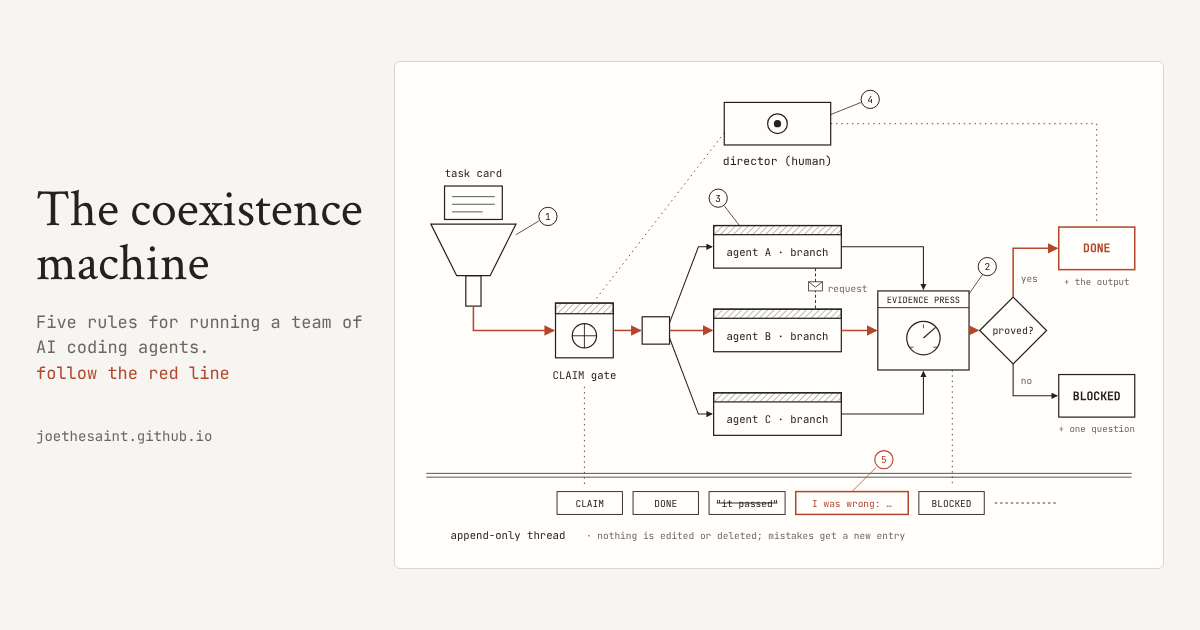 The coexistence
machine
Five rules for running a team of
AI coding agents.
follow the red line
joethesaint.github.io
4
director (human)
task card
1
3
agent A · branch
request
2
EVIDENCE PRESS
DONE
+ the output
yes
agent B · branch
proved?
CLAIM gate
no
BLOCKED
+ one question
agent C · branch
5
CLAIM
DONE
"it passed"
I was wrong: …
BLOCKED
append-only thread · nothing is edited or deleted; mistakes get a new entry